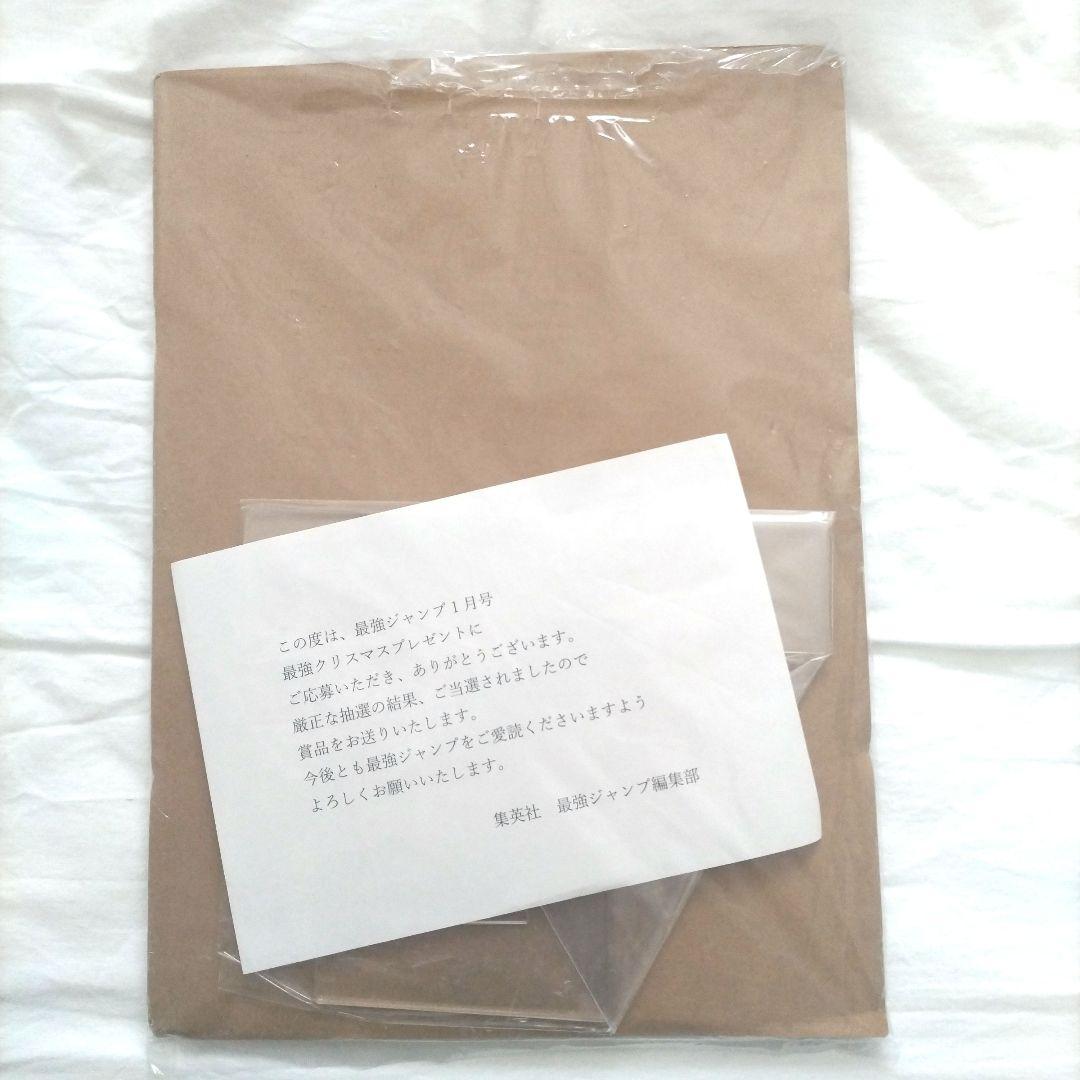 この度は、最強ジャンプ１月号
最強クリスマスプレゼントに
ご応募いただき、ありがとうございます。
厳正な抽選の結果、ご当選されましたので
賞品をお送りいたします。
今後とも最強ジャンプをご愛読くださいますよう
よろしくお願いいたします。
集英社　最強ジャンプ編集部